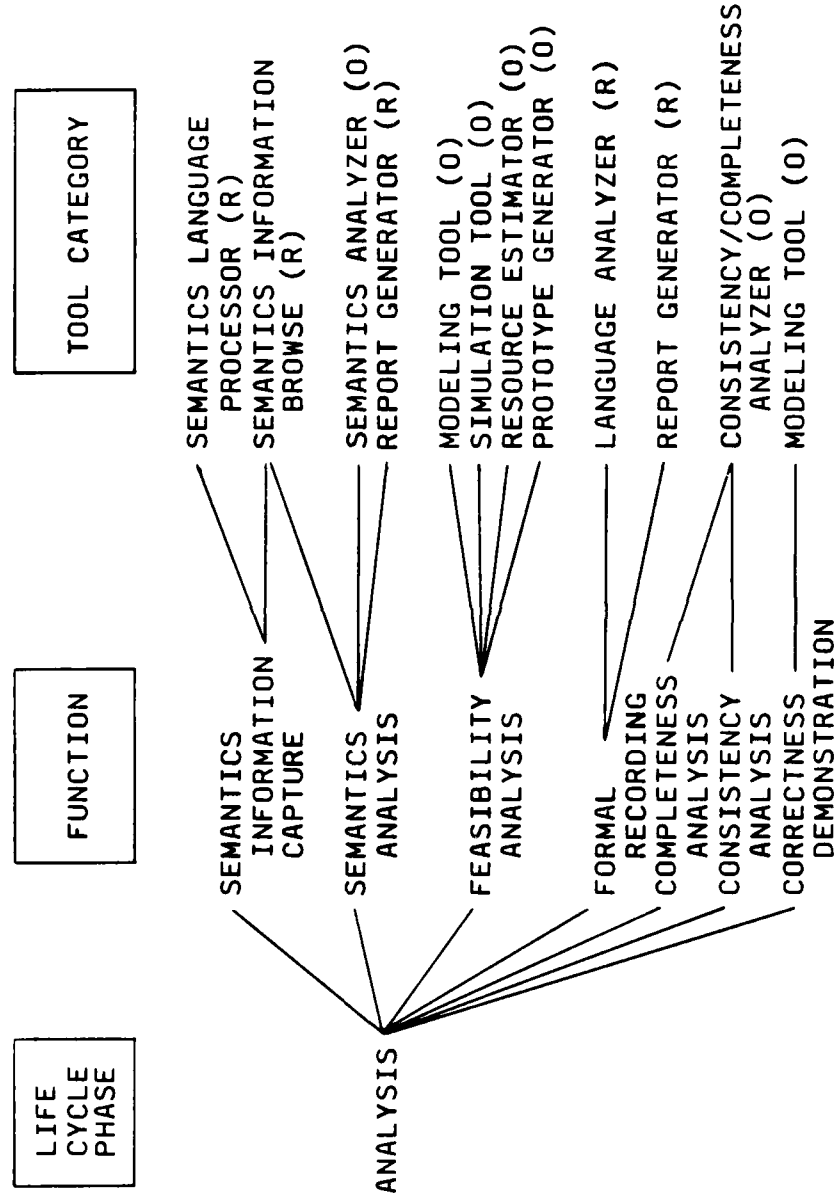 LIFE
CYCLE
PHASE
FUNCTION
TOOL CATEGORY
ANALYSIS
SEMANTICS
INFORMATION
CAPTURE
SEMANTICS
ANALYSIS
FEASIBILITY
ANALYSIS
FORMAL
RECORDING
COMPLETENESS
ANALYSIS
CONSISTENCY
ANALYSIS
CORRECTNESS
DEMONSTRATION
SEMANTICS LANGUAGE
PROCESSOR (R)
SEMANTICS INFORMATION
BROWSE (R)
SEMANTICS ANALYZER (O)
REPORT GENERATOR (R)
MODELING TOOL (O)
SIMULATION TOOL (O)
RESOURCE ESTIMATOR (O)
PROTOTYPE GENERATOR (O)
LANGUAGE ANALYZER (R)
REPORT GENERATOR (R)
CONSISTENCY/COMPLETENESS
ANALYZER (O)
MODELING TOOL (O)